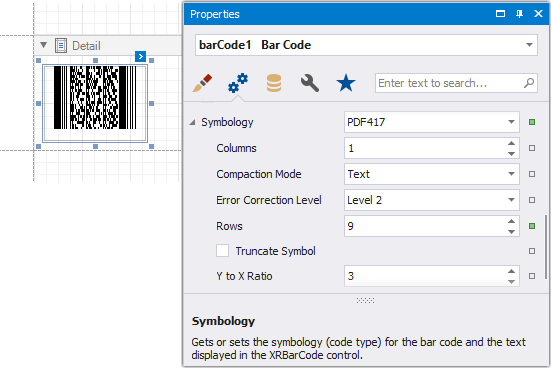 Detail
Properties
barCode1 Bar Code
Enter text to search...
Symbology PDF417
Columns 1
Compaction Mode Text
Error Correction Level Level 2
Rows 9
Truncate Symbol
Y to X Ratio 3
Symbology
Gets or sets the symbology (code type) for the bar code and the text
displayed in the XRBarCode control.